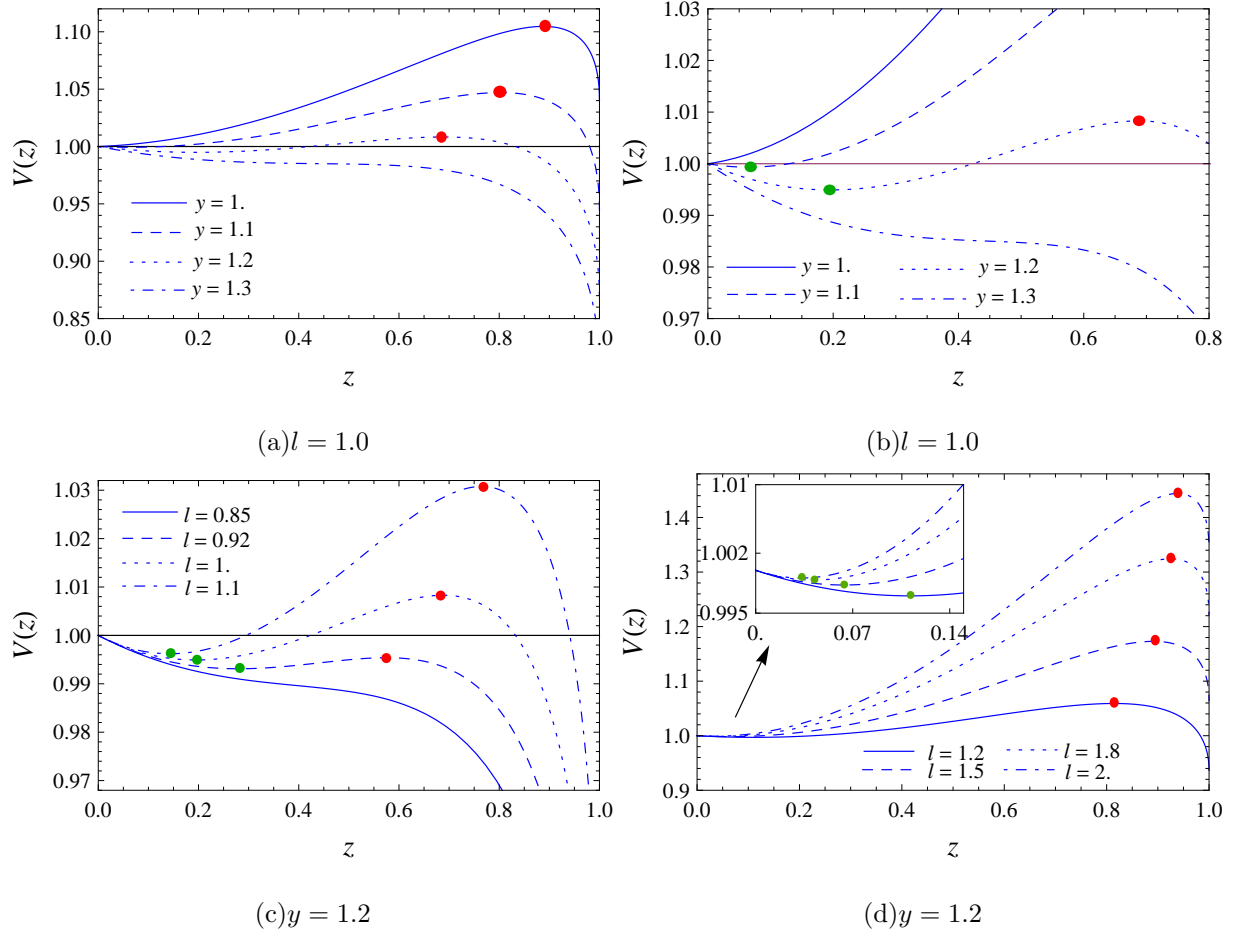 1.10
1.05
1.00
0.95
0.90
0.85
V(z)
y = 1.
y = 1.1
y = 1.2
y = 1.3
0.0 0.2 0.4 0.6 0.8 1.0
z
(a)l = 1.0
1.03
1.02
1.01
1.00
0.99
0.98
0.97
V(z)
y = 1. y = 1.2
y = 1.1 y = 1.3
0.0 0.2 0.4 0.6 0.8
z
(b)l = 1.0
1.03
1.02
1.01
1.00
0.99
0.98
0.97
V(z)
l = 0.85
l = 0.92
l = 1.
l = 1.1
0.0 0.2 0.4 0.6 0.8 1.0
z
(c)y = 1.2
1.4
1.3
1.2
1.1
1.0
0.9
V(z)
1.01
1.002
0.995
0. 0.07 0.14
l = 1.2 l = 1.8
l = 1.5 l = 2.
0.0 0.2 0.4 0.6 0.8 1.0
z
(d)y = 1.2